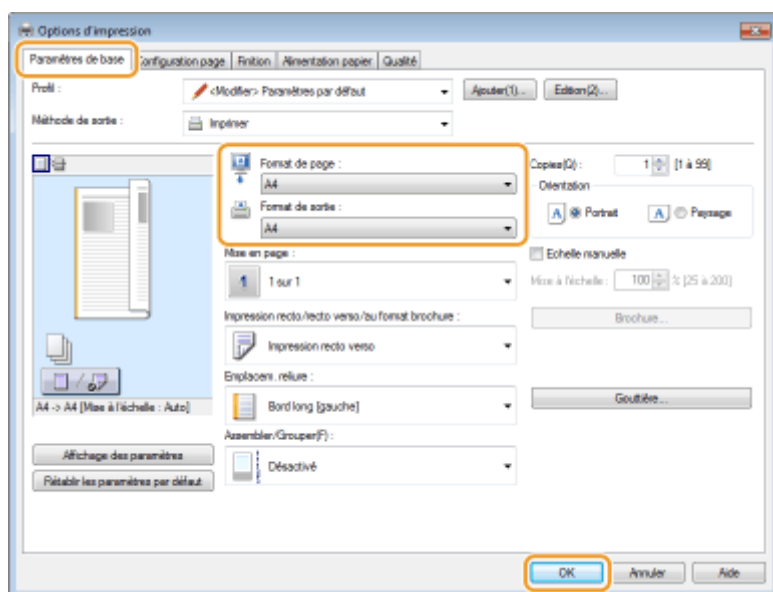 Options d'impression
Paramètres de base Configuration page Finition Alimentation papier Qualité
Profil : <Modifier> Paramètres par défaut Ajouter(1)... Edition(2)...
Méthode de sortie : Imprimer
Format de page :
A4
Format de sortie :
A4
Copies(Q) : 1 [1 à 99]
Orientation
A Portrait A Paysage
Mise en page :
1 1 sur 1
Echelle manuelle
Mise à l'échelle : 100 % [25 à 200]
Impression recto/recto verso/au format brochure :
Impression recto verso
Brochure...
Emplacem. reliure :
Bord long [gauche]
Gouttière...
A4 -> A4 [Mise à l'échelle : Auto]
Assembler/Grouper(F) :
Désactivé
Affichage des paramètres
Rétablir les paramètres par défaut
OK Annuler Aide